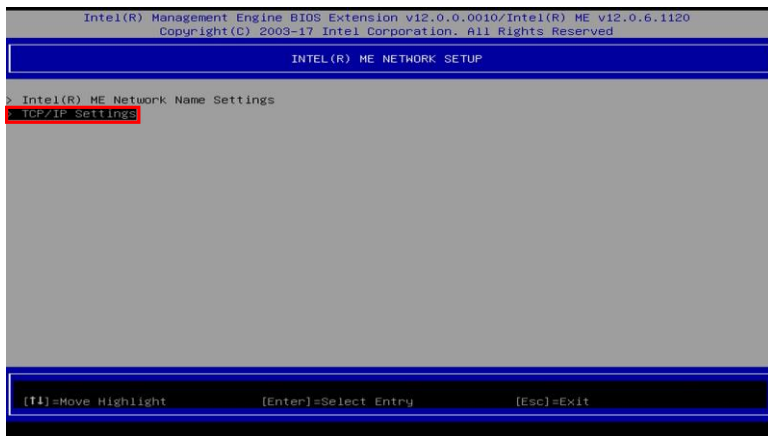 Intel(R) Management Engine BIOS Extension v12.0.0.0010/Intel(R) ME v12.0.6.1120
Copyright(C) 2003-17 Intel Corporation. All Rights Reserved
INTEL(R) ME NETWORK SETUP
> Intel(R) ME Network Name Settings
> TCP/IP Settings
[↑↓]=Move Highlight [Enter]=Select Entry [Esc]=Exit